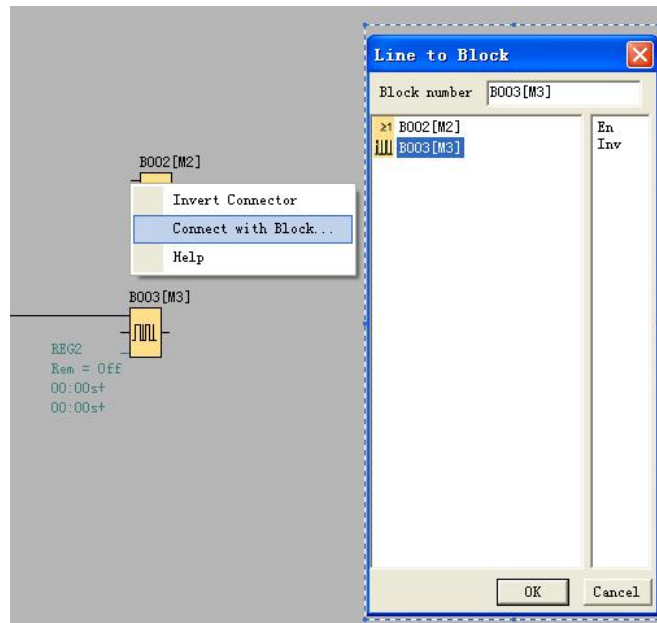 B002[M2]
Invert Connector
Connect with Block...
Help
B003[M3]
REG2
Rem = Off
00:00s+
00:00s+
Line to Block
Block number B003[M3]
≥1 B002[M2]
B003[M3]
En
Inv
OK
Cancel